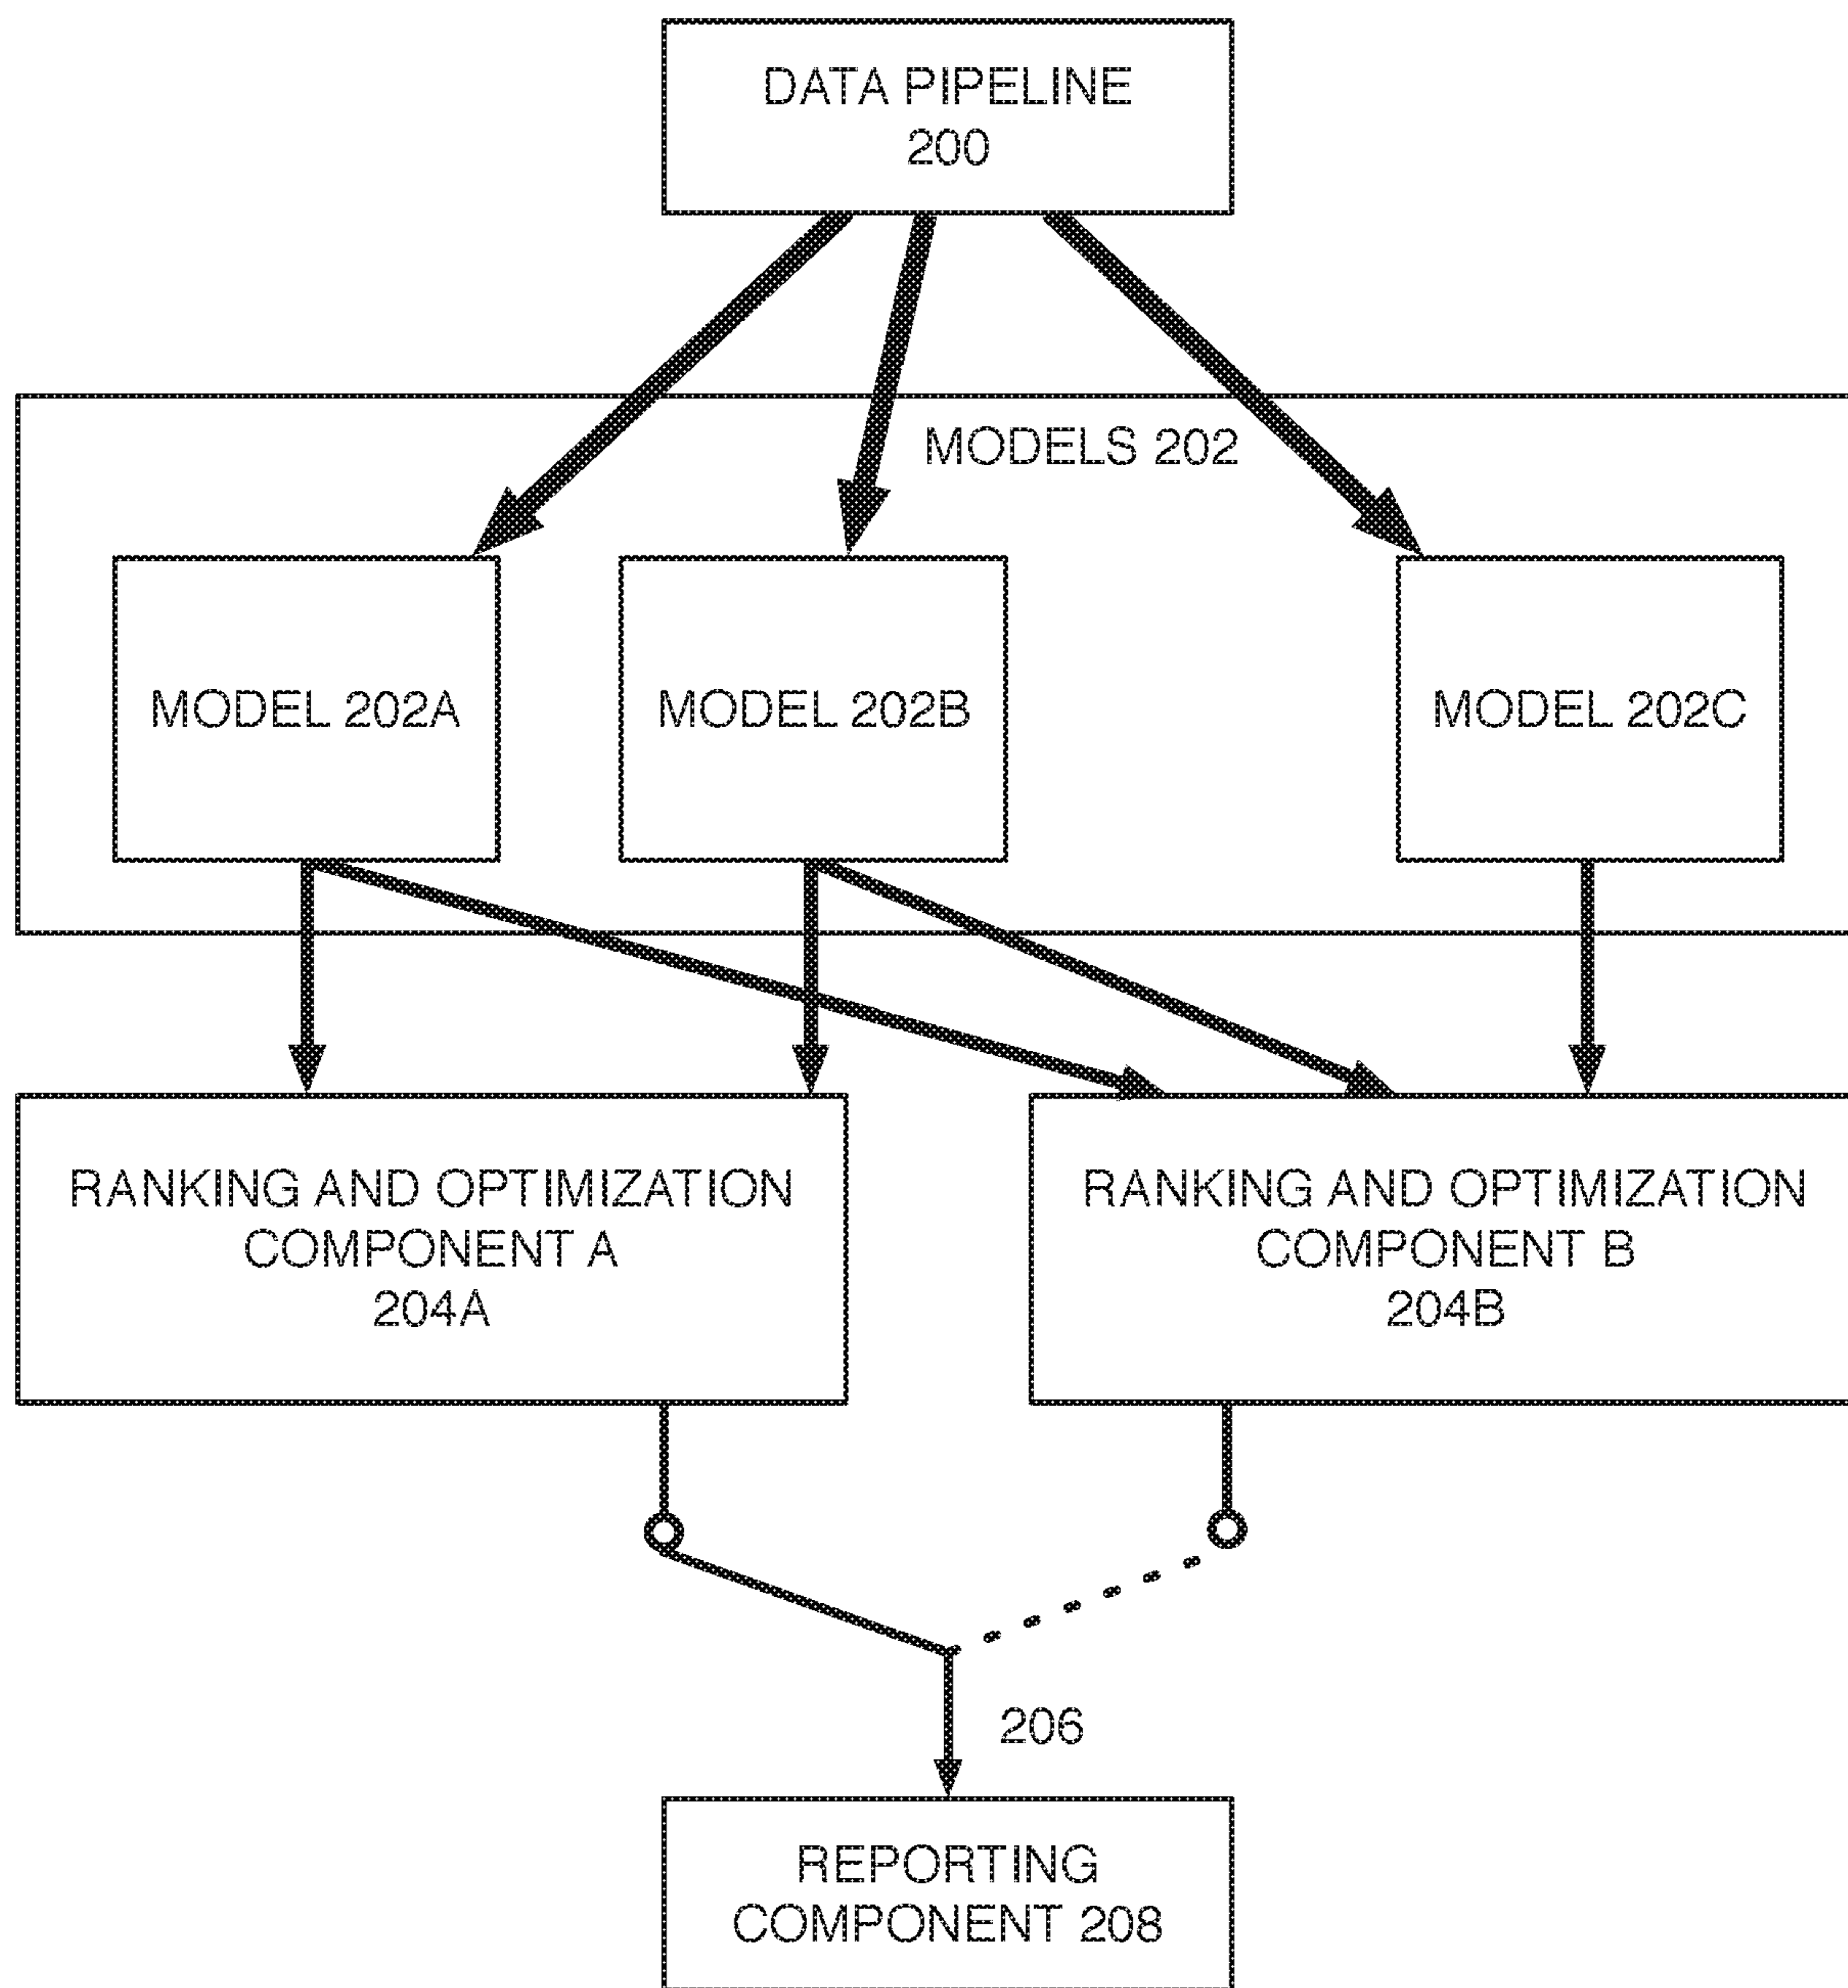 DATA PIPELINE
200
MODELS 202
MODEL 202A
MODEL 202B
MODEL 202C
RANKING AND OPTIMIZATION
COMPONENT A
204A
RANKING AND OPTIMIZATION
COMPONENT B
204B
206
REPORTING
COMPONENT 208